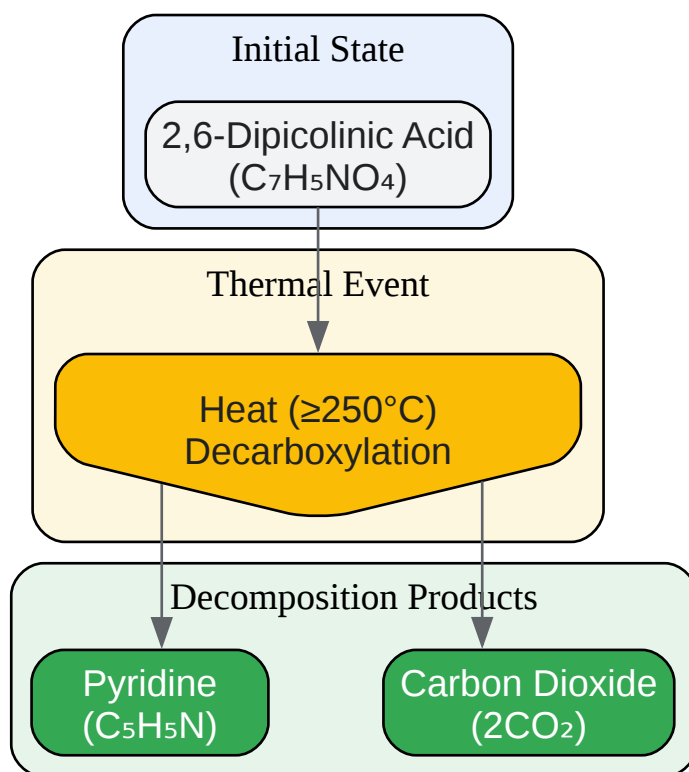 Initial State
2,6-Dipicolinic Acid
(C₇H₅NO₄)
Thermal Event
Heat (≥250°C)
Decarboxylation
Decomposition Products
Pyridine
(C₅H₅N)
Carbon Dioxide
(2CO₂)